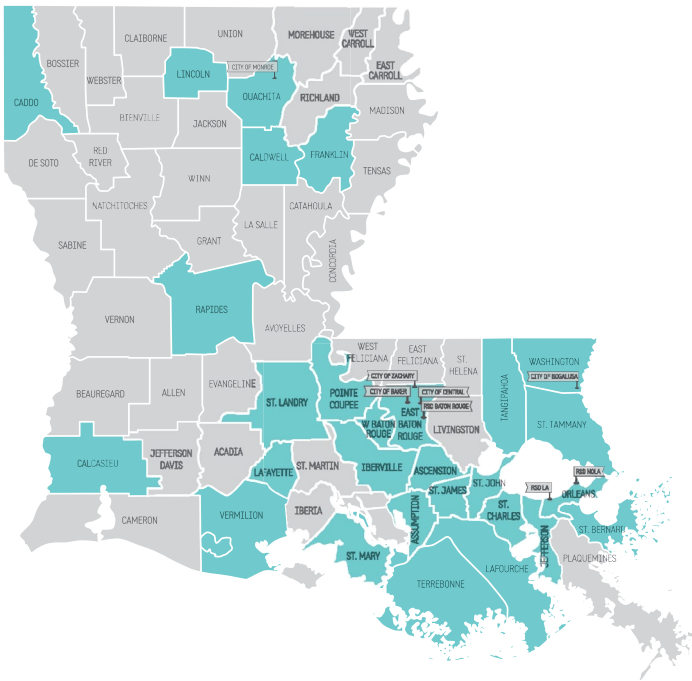 CLAIBORNE
UNION
MOREHOUSE
WEST
CARROLL
EAST
CARROLL
BOSSIER
WEBSTER
LINCOLN
CITY OF MONROE
CADDO
OUACHITA
RICHLAND
MADISON
BIENVILLE
JACKSON
DE SOTO
RED
RIVER
CALDWELL
FRANKLIN
TENSAS
WINN
NATCHITOCHES
CATAHOULA
LA SALLE
SABINE
GRANT
CONCORDIA
VERNON
RAPIDES
AVOYELLES
WEST
FELICIANA
EAST
FELICIANA
ST.
HELENA
WASHINGTON
CITY OF ZACHARY
CITY OF BOGALUSA
BEAUREGARD
ALLEN
EVANGELINE
ST. LANDRY
POINTE
COUPEE
CITY OF BAKER
CITY OF CENTRAL
RSD BATON ROUGE
TANGIPAHOA
W BATON
ROUGE
EAST
BATON
ROUGE
LIVINGSTON
ST. TAMMANY
CALCASIEU
JEFFERSON
DAVIS
ACADIA
LAFAYETTE
ST. MARTIN
IBERVILLE
ASCENSION
ST. JOHN
RSD NOLA
RSD LA
ORLEANS
ST. JAMES
CAMERON
VERMILION
IBERIA
ASSUMPTION
ST.
CHARLES
JEFFERSON
ST. BERNARD
ST. MARY
TERREBONNE
LAFOURCHE
PLAQUEMINES